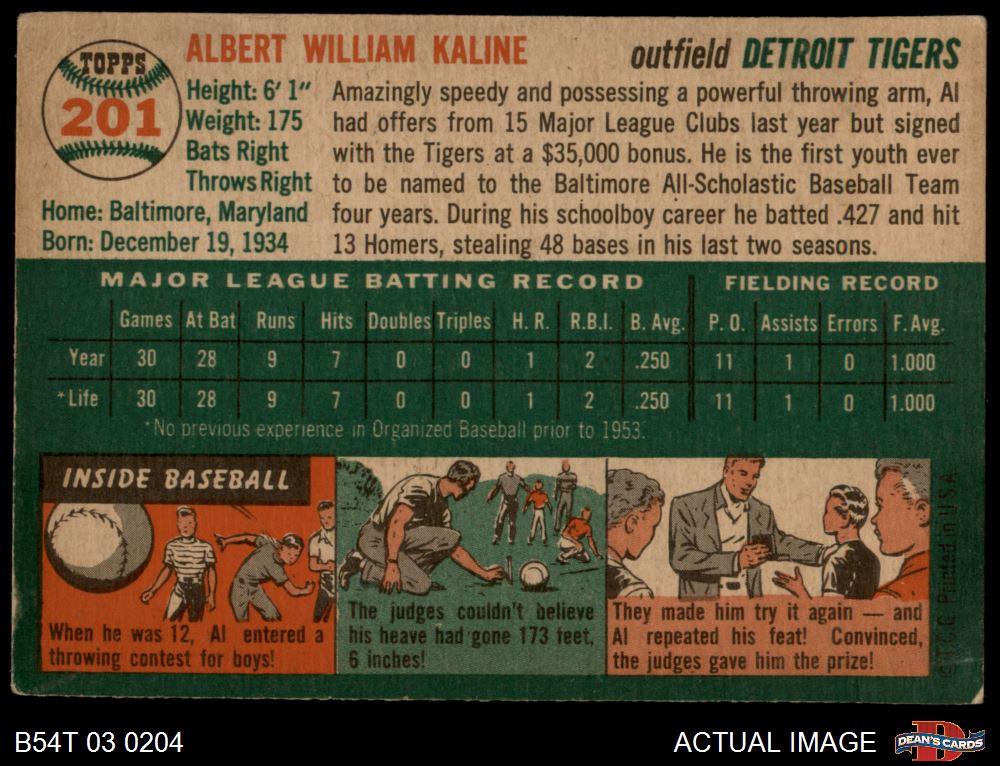 TOPPS
201
ALBERT WILLIAM KALINE
outfield DETROIT TIGERS
Height: 6' 1"
Weight: 175
Bats Right
Throws Right
Home: Baltimore, Maryland
Born: December 19, 1934
Amazingly speedy and possessing a powerful throwing arm, Al
had offers from 15 Major League Clubs last year but signed
with the Tigers at a $35,000 bonus. He is the first youth ever
to be named to the Baltimore All-Scholastic Baseball Team
four years. During his schoolboy career he batted .427 and hit
13 Homers, stealing 48 bases in his last two seasons.
MAJOR LEAGUE BATTING RECORD FIELDING RECORD
Games At Bat Runs Hits Doubles Triples H. R. R.B.I. B. Avg. P. O. Assists Errors F. Avg.
Year 30 28 9 7 0 0 1 2 .250 11 1 0 1.000
*Life 30 28 9 7 0 0 1 2 .250 11 1 0 1.000
*No previous experience in Organized Baseball prior to 1953.
INSIDE BASEBALL
When he was 12, Al entered a
throwing contest for boys!
The judges couldn't believe
his heave had gone 173 feet,
6 inches!
They made him try it again — and
Al repeated his feat! Convinced,
the judges gave him the prize!
©T.C.G. Printed in U.S.A.
B54T 03 0204
ACTUAL IMAGE
DEAN'S CARDS